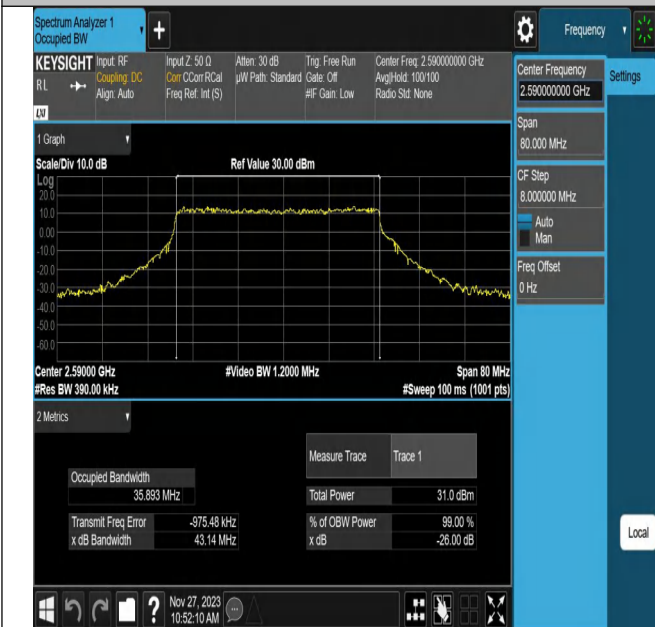 Spectrum Analyzer 1
Occupied BW
Frequency
KEYSIGHT
RL
LXI
Input: RF
Coupling: DC
Align: Auto
Input Z: 50 Ω
Corr CCorr RCal
Freq Ref: Int (S)
Atten: 30 dB
µW Path: Standard
Trig: Free Run
Gate: Off
#IF Gain: Low
Center Freq: 2.590000000 GHz
Avg|Hold: 100/100
Radio Std: None
Center Frequency
2.590000000 GHz
Settings
Span
80.000 MHz
CF Step
8.000000 MHz
Auto
Man
Freq Offset
0 Hz
1 Graph
Scale/Div 10.0 dB
Ref Value 30.00 dBm
Log
20.0
10.0
0.00
-10.0
-20.0
-30.0
-40.0
-50.0
-60.0
Center 2.59000 GHz
#Video BW 1.2000 MHz
Span 80 MHz
#Res BW 390.00 kHz
#Sweep 100 ms (1001 pts)
2 Metrics
Measure Trace Trace 1
Occupied Bandwidth
35.893 MHz
Total Power 31.0 dBm
Transmit Freq Error -975.48 kHz
% of OBW Power 99.00 %
x dB Bandwidth 43.14 MHz
x dB -26.00 dB
Local
Nov 27, 2023
10:52:10 AM